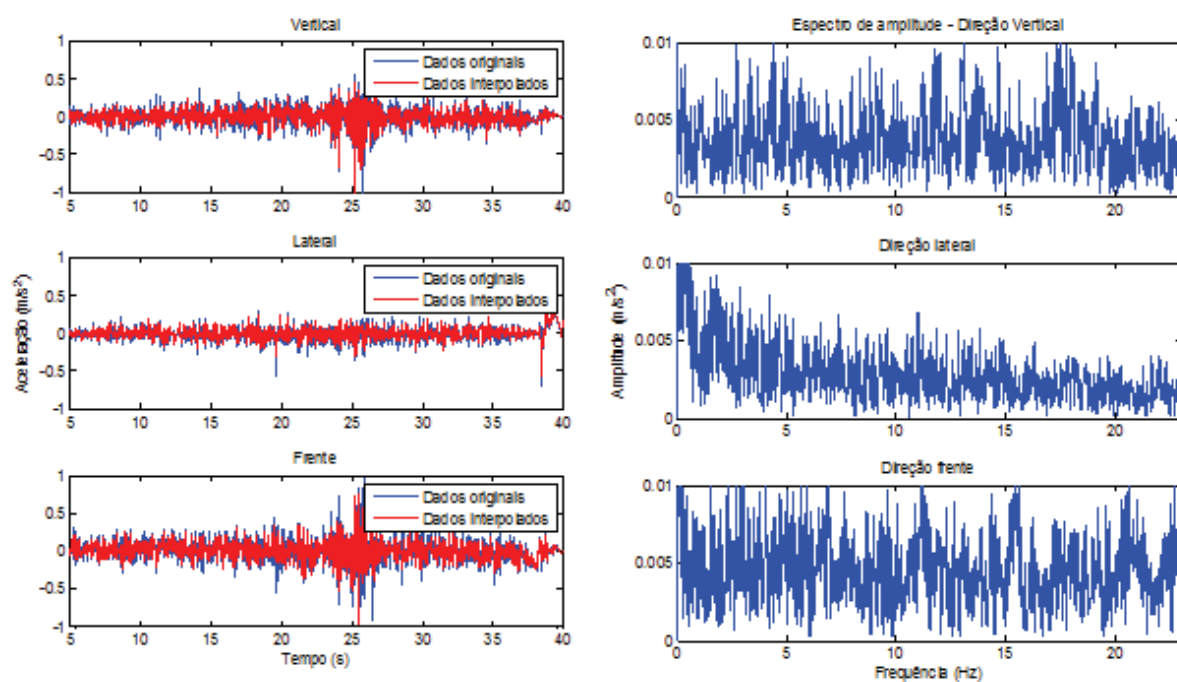 Vertical
1
0.5
0
-0.5
-1
Dados originais
Dados interpolados
5 10 15 20 25 30 35 40
Lateral
1
0.5
0
-0.5
-1
Dados originais
Dados interpolados
5 10 15 20 25 30 35 40
Aceleração (m/s²)
Frente
1
0.5
0
-0.5
-1
Dados originais
Dados interpolados
5 10 15 20 25 30 35 40
Tempo (s)
Espectro de amplitude - Direção Vertical
0.01
0.005
0
0 5 10 15 20
Direção lateral
0.01
0.005
0
0 5 10 15 20
Amplitude (m/s²)
Direção frente
0.01
0.005
0
0 5 10 15 20
Frequência (Hz)